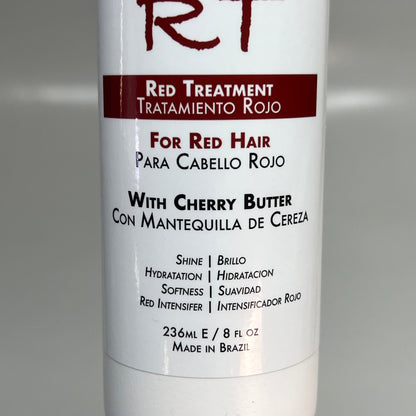 RT
RED TREATMENT
TRATAMIENTO ROJO
FOR RED HAIR
PARA CABELLO ROJO
WITH CHERRY BUTTER
CON MANTEQUILLA DE CEREZA
SHINE | BRILLO
HYDRATATION | HIDRATACION
SOFTNESS | SUAVIDAD
RED INTENSIFER | INTENSIFICADOR ROJO
236ML E / 8 FL OZ
MADE IN BRAZIL